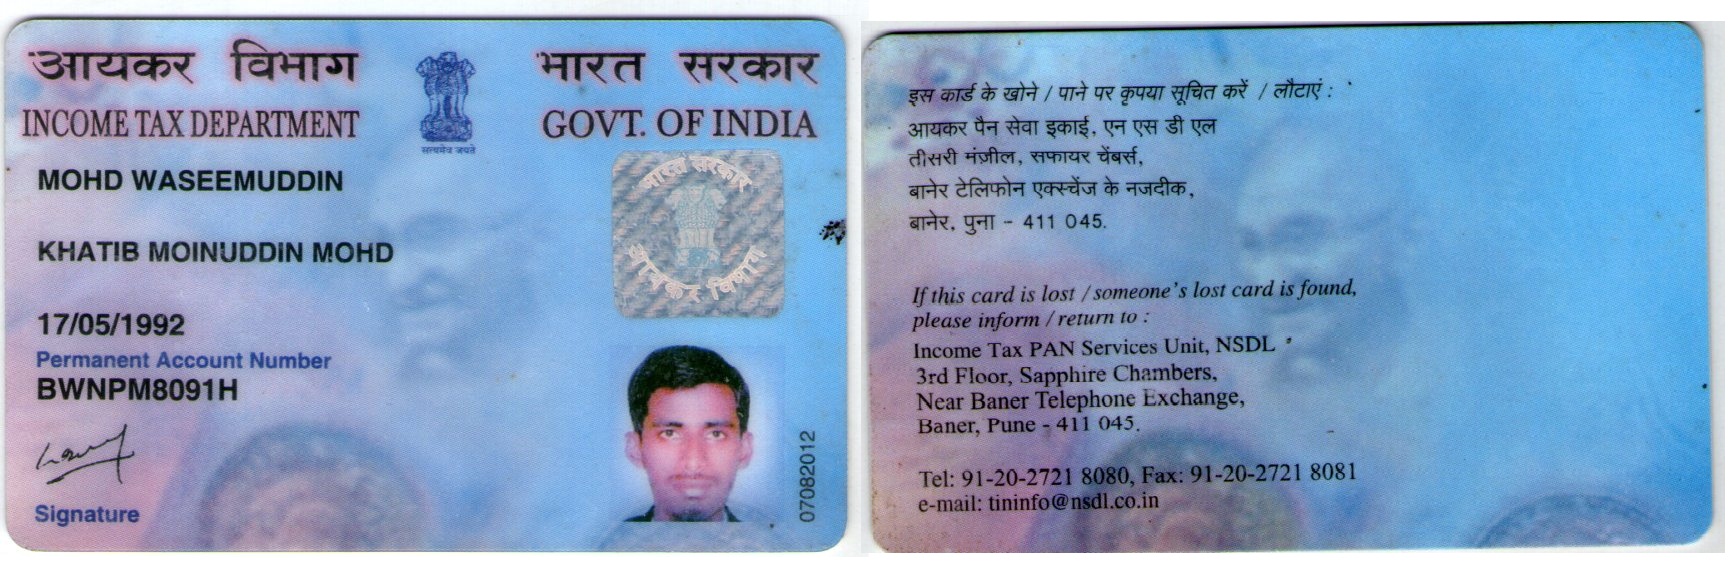 आयकर विभाग
INCOME TAX DEPARTMENT
सत्यमेव जयते
भारत सरकार
GOVT. OF INDIA
MOHD WASEEMUDDIN
KHATIB MOINUDDIN MOHD
17/05/1992
Permanent Account Number
BWNPM8091H
Signature
भारत सरकार
आयकर विभाग
07082012
इस कार्ड के खोने / पाने पर कृपया सूचित करें / लौटाएं :
आयकर पैन सेवा इकाई, एन एस डी एल
तीसरी मंज़ील, सफायर चेंबर्स,
बानेर टेलिफोन एक्स्चेंज के नजदीक,
बानेर, पुना - 411 045.
If this card is lost / someone's lost card is found,
please inform / return to :
Income Tax PAN Services Unit, NSDL
3rd Floor, Sapphire Chambers,
Near Baner Telephone Exchange,
Baner, Pune - 411 045.
Tel: 91-20-2721 8080, Fax: 91-20-2721 8081
e-mail: tininfo@nsdl.co.in